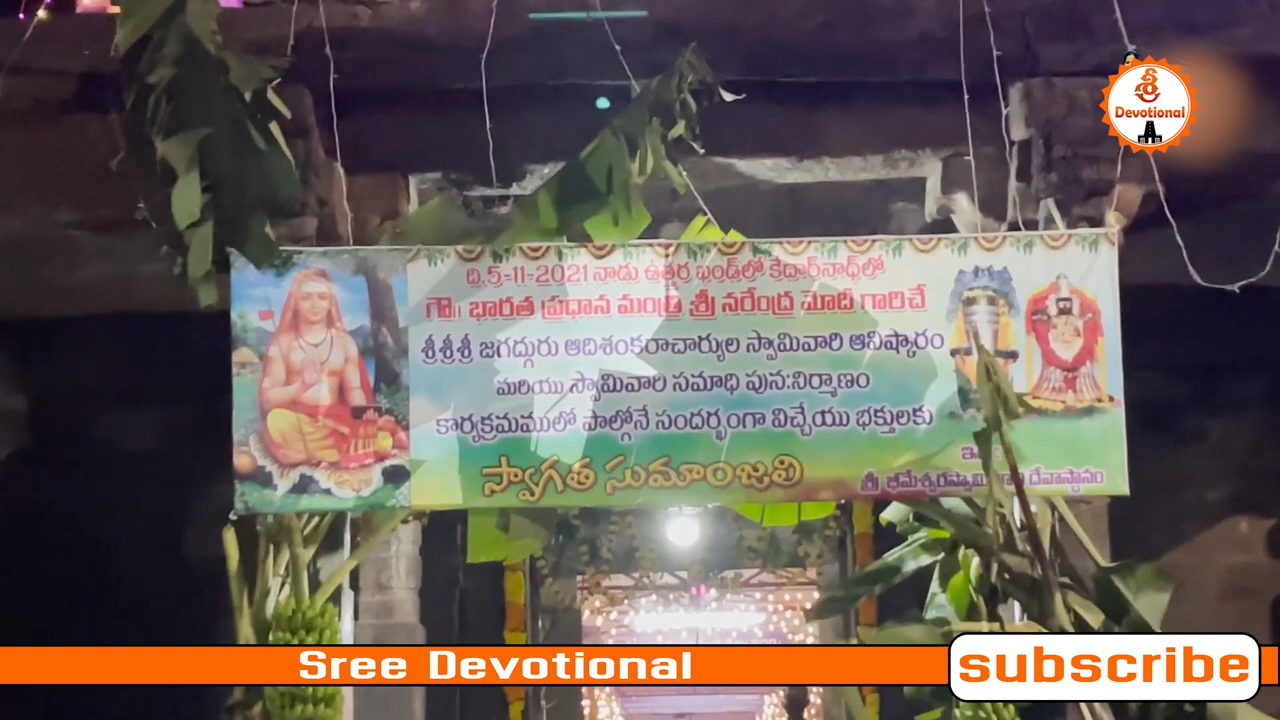 శ్రీ
Devotional
ది.5-11-2021 నాడు ఉత్తర ఖండ్‌లో కేదార్‌నాథ్‌లో
గౌ॥ భారత ప్రధాన మంత్రి శ్రీ నరేంద్ర మోదీ గారిచే
శ్రీశ్రీశ్రీ జగద్గురు ఆదిశంకరాచార్యుల స్వామివారి ఆవిష్కారం
మరియు స్వామివారి సమాధి పున:నిర్మాణం
కార్యక్రమములో పాల్గోనే సందర్భంగా విచ్చేయు భక్తులకు
స్వాగత సుమాంజలి
శ్రీ భీమేశ్వరస్వామి దేవాస్థానం
Sree Devotional
subscribe